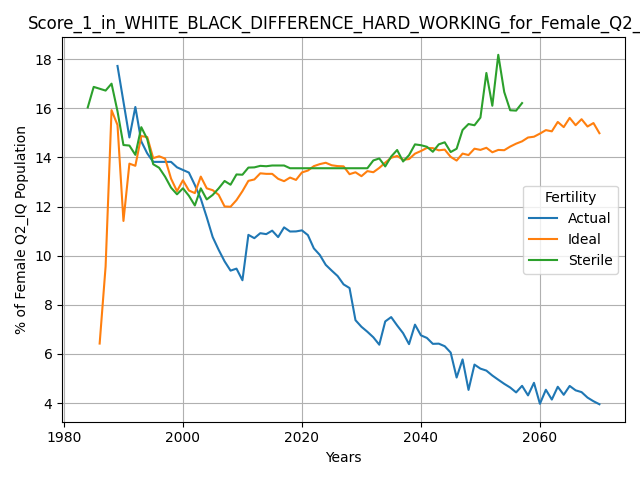 Score_1_in_WHITE_BLACK_DIFFERENCE_HARD_WORKING_for_Female_Q2_
18
16
14
12
10
8
6
4
1980
2000
2020
2040
2060
% of Female Q2_IQ Population
Years
Fertility
Actual
Ideal
Sterile